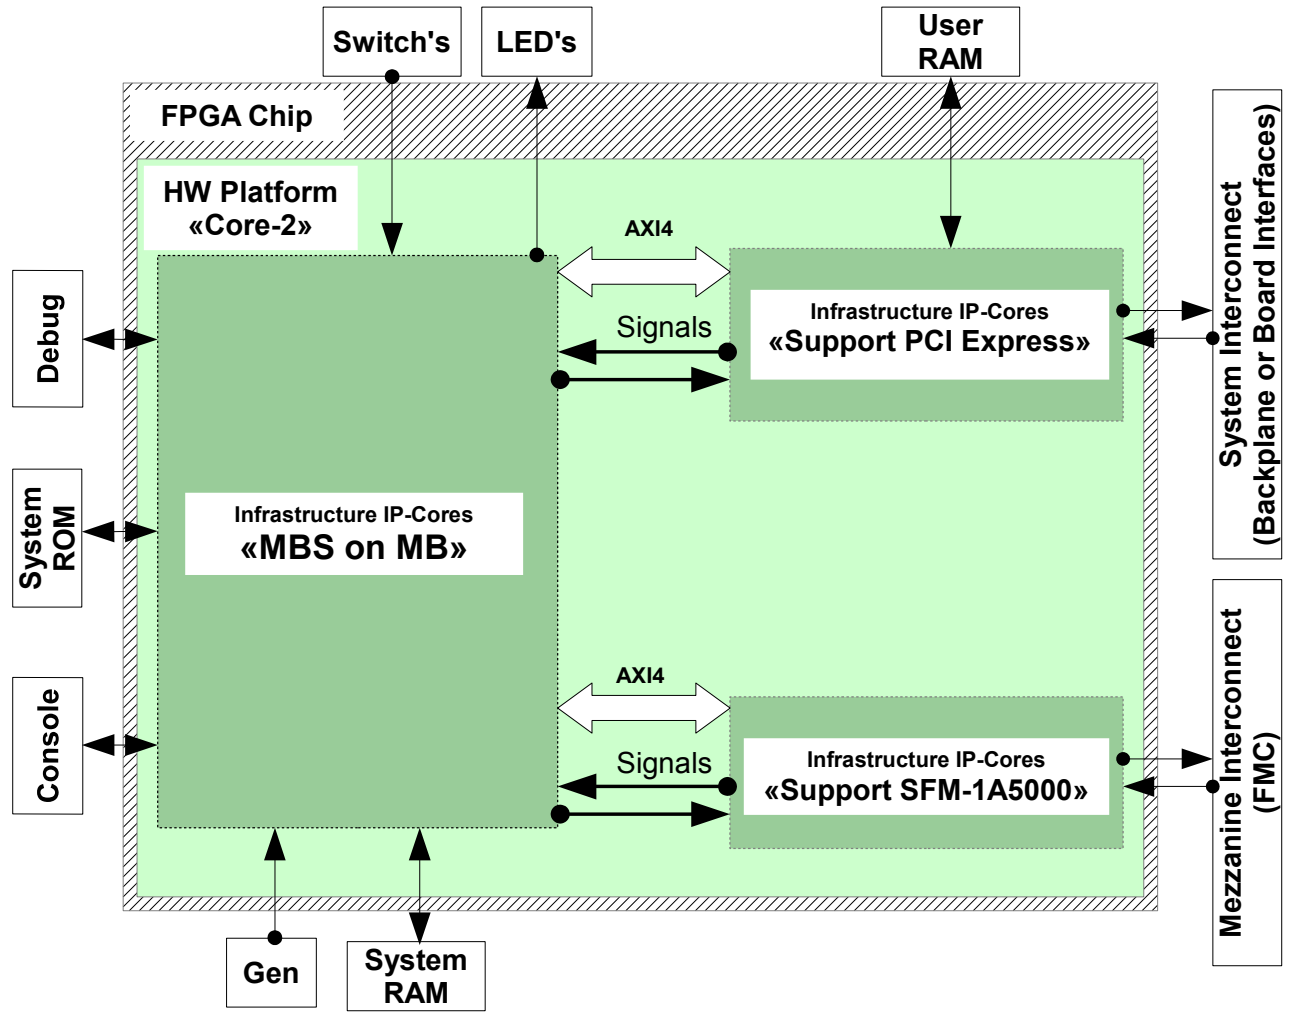 Switch's
LED's
User
RAM
FPGA Chip
HW Platform
«Core-2»
AXI4
Signals
Infrastructure IP-Cores
«Support PCI Express»
System Interconnect
(Backplane or Board Interfaces)
Debug
System
ROM
Console
Infrastructure IP-Cores
«MBS on MB»
AXI4
Signals
Infrastructure IP-Cores
«Support SFM-1A5000»
Mezzanine Interconnect
(FMC)
Gen
System
RAM